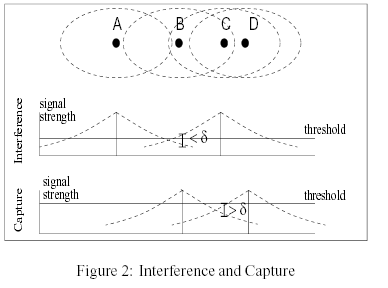 A B C D
Interference
signal
strength
threshold
< δ
Capture
signal
strength
threshold
> δ
Figure 2: Interference and Capture